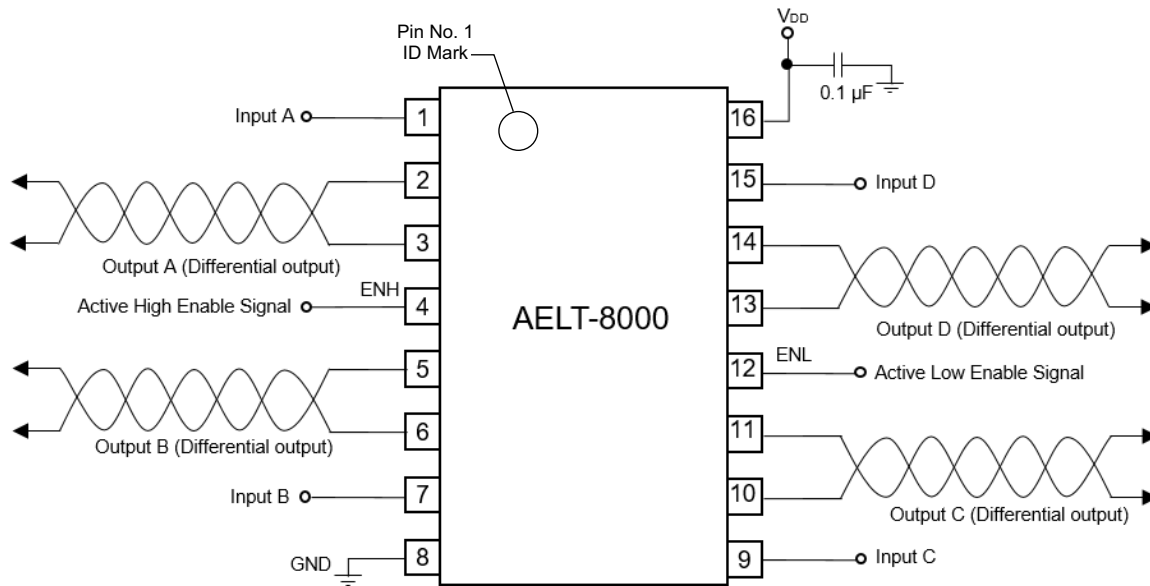 Pin No. 1
ID Mark
VDD
0.1 µF
Input A
1
16
2
15
Input D
3
14
Output A (Differential output)
ENH
Active High Enable Signal
4
AELT-8000
13
Output D (Differential output)
5
ENL
12
Active Low Enable Signal
6
11
Output B (Differential output)
Input B
7
10
Output C (Differential output)
GND
8
9
Input C